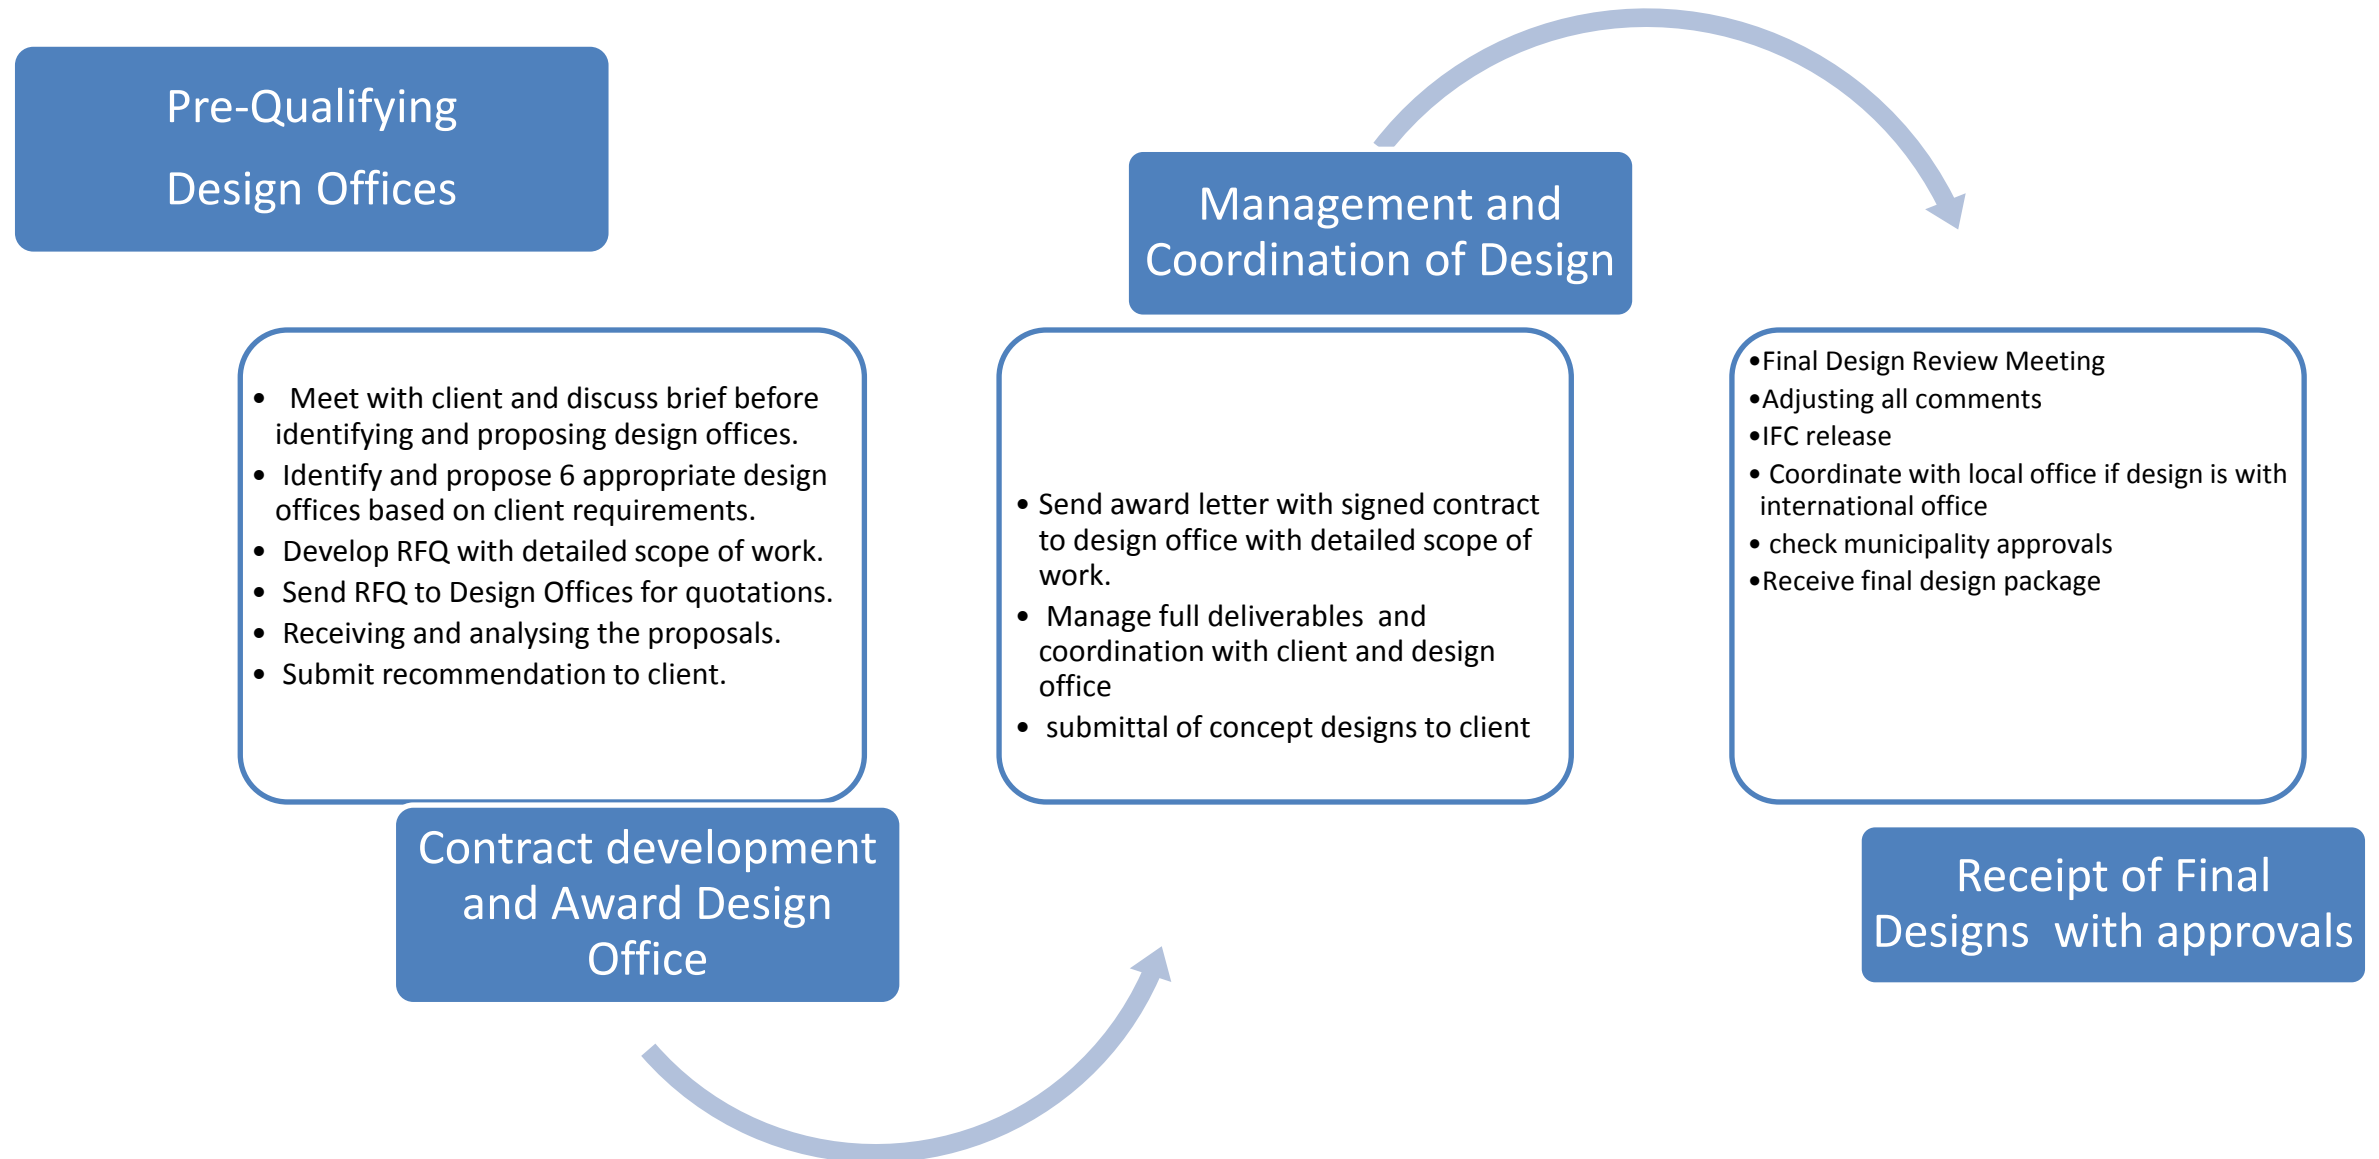 Pre-Qualifying
Design Offices
• Meet with client and discuss brief before
identifying and proposing design offices.
• Identify and propose 6 appropriate design
offices based on client requirements.
• Develop RFQ with detailed scope of work.
• Send RFQ to Design Offices for quotations.
• Receiving and analysing the proposals.
• Submit recommendation to client.
Contract development
and Award Design
Office
Management and
Coordination of Design
• Send award letter with signed contract
to design office with detailed scope of
work.
• Manage full deliverables and
coordination with client and design
office
• submittal of concept designs to client
•Final Design Review Meeting
•Adjusting all comments
•IFC release
• Coordinate with local office if design is with
international office
• check municipality approvals
•Receive final design package
Receipt of Final
Designs with approvals